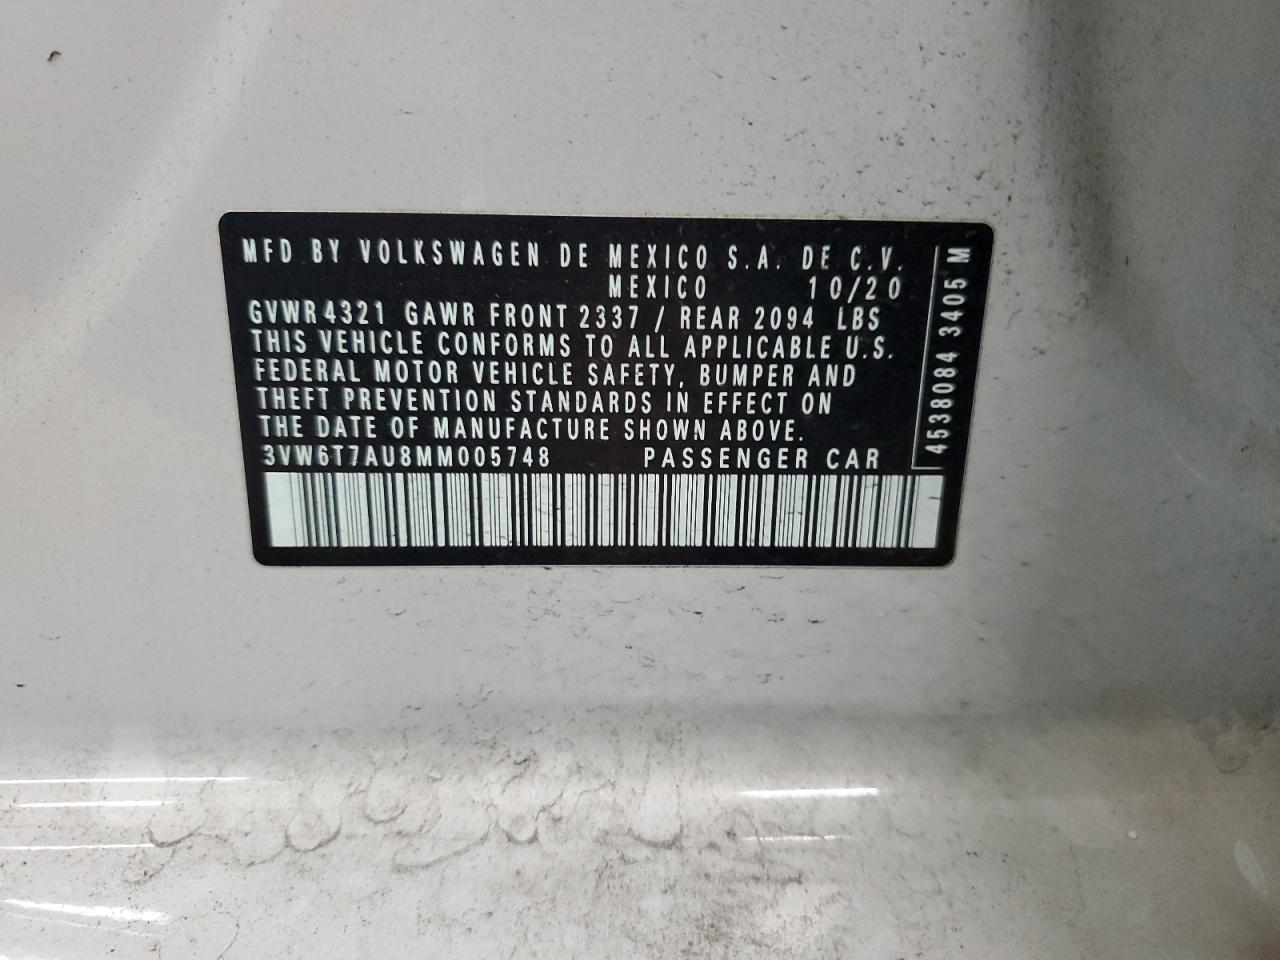 MFD BY VOLKSWAGEN DE MEXICO S.A. DE C.V.
MEXICO 10/20
GVWR 4321 GAWR FRONT 2337 / REAR 2094 LBS
THIS VEHICLE CONFORMS TO ALL APPLICABLE U.S.
FEDERAL MOTOR VEHICLE SAFETY, BUMPER AND
THEFT PREVENTION STANDARDS IN EFFECT ON
THE DATE OF MANUFACTURE SHOWN ABOVE.
3VW6T7AU8MM005748 PASSENGER CAR
4538084 3405 M